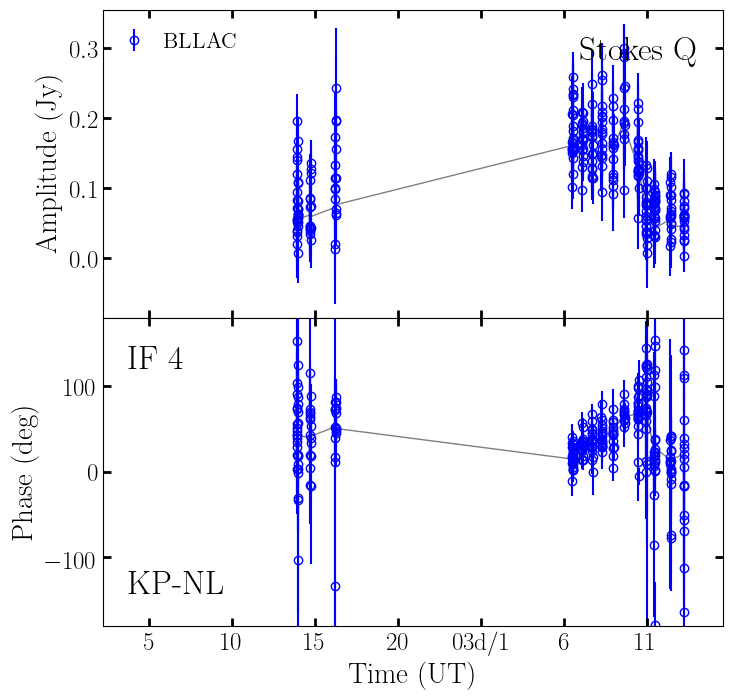 BLLAC
Stokes Q
0.3
0.2
0.1
0.0
Amplitude (Jy)
IF 4
100
0
−100
Phase (deg)
KP-NL
5 10 15 20 03d/1 6 11
Time (UT)